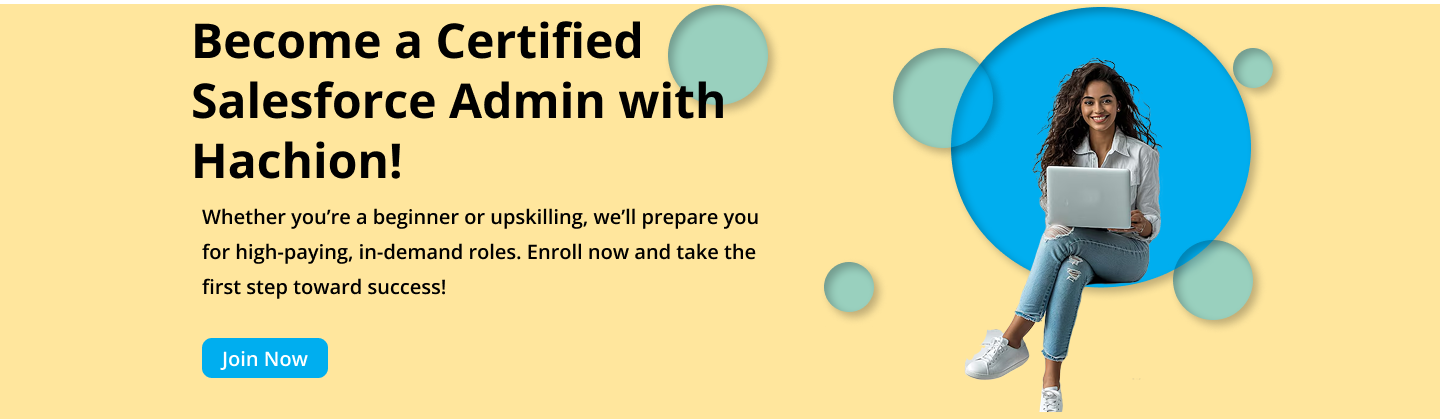 Become a Certified
Salesforce Admin with
Hachion!
Whether you’re a beginner or upskilling, we’ll prepare you
for high-paying, in-demand roles. Enroll now and take the
first step toward success!
Join Now